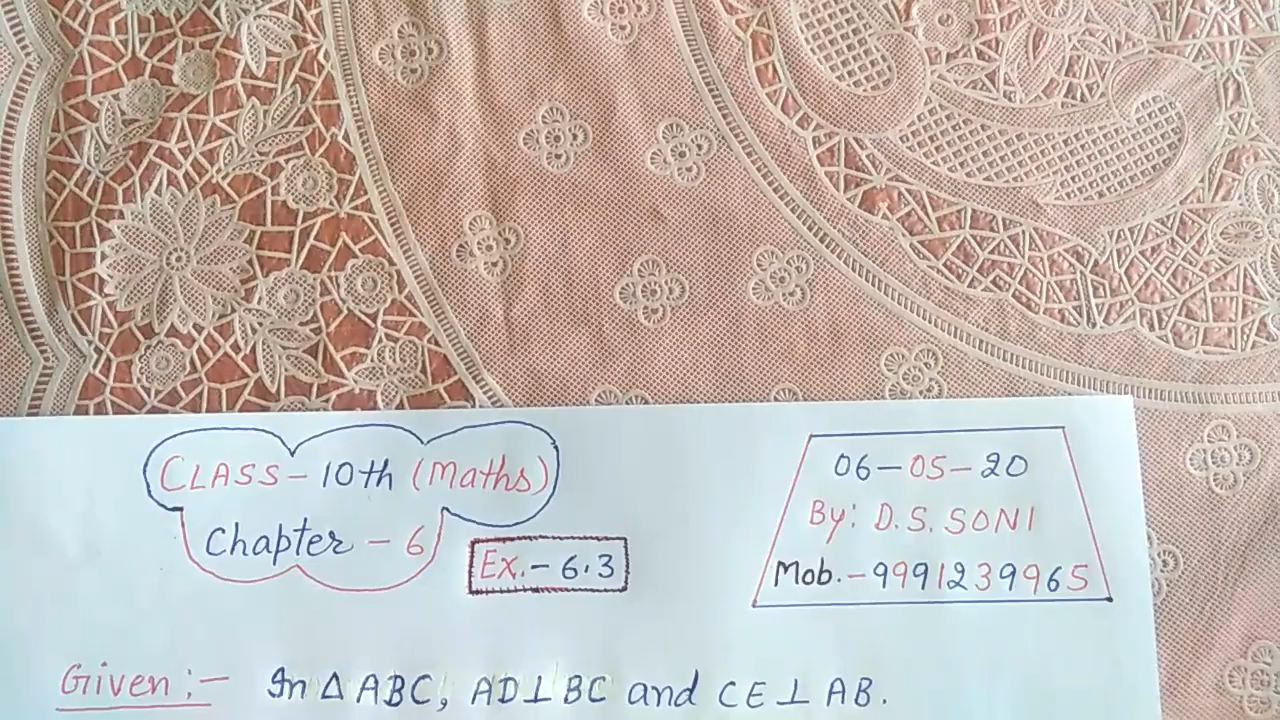 CLASS – 10th (Maths)
Chapter – 6
Ex. – 6.3
06–05–20
By: D.S. SONI
Mob. – 9991239965
Given :– In Δ ABC, AD⊥BC and CE⊥AB.